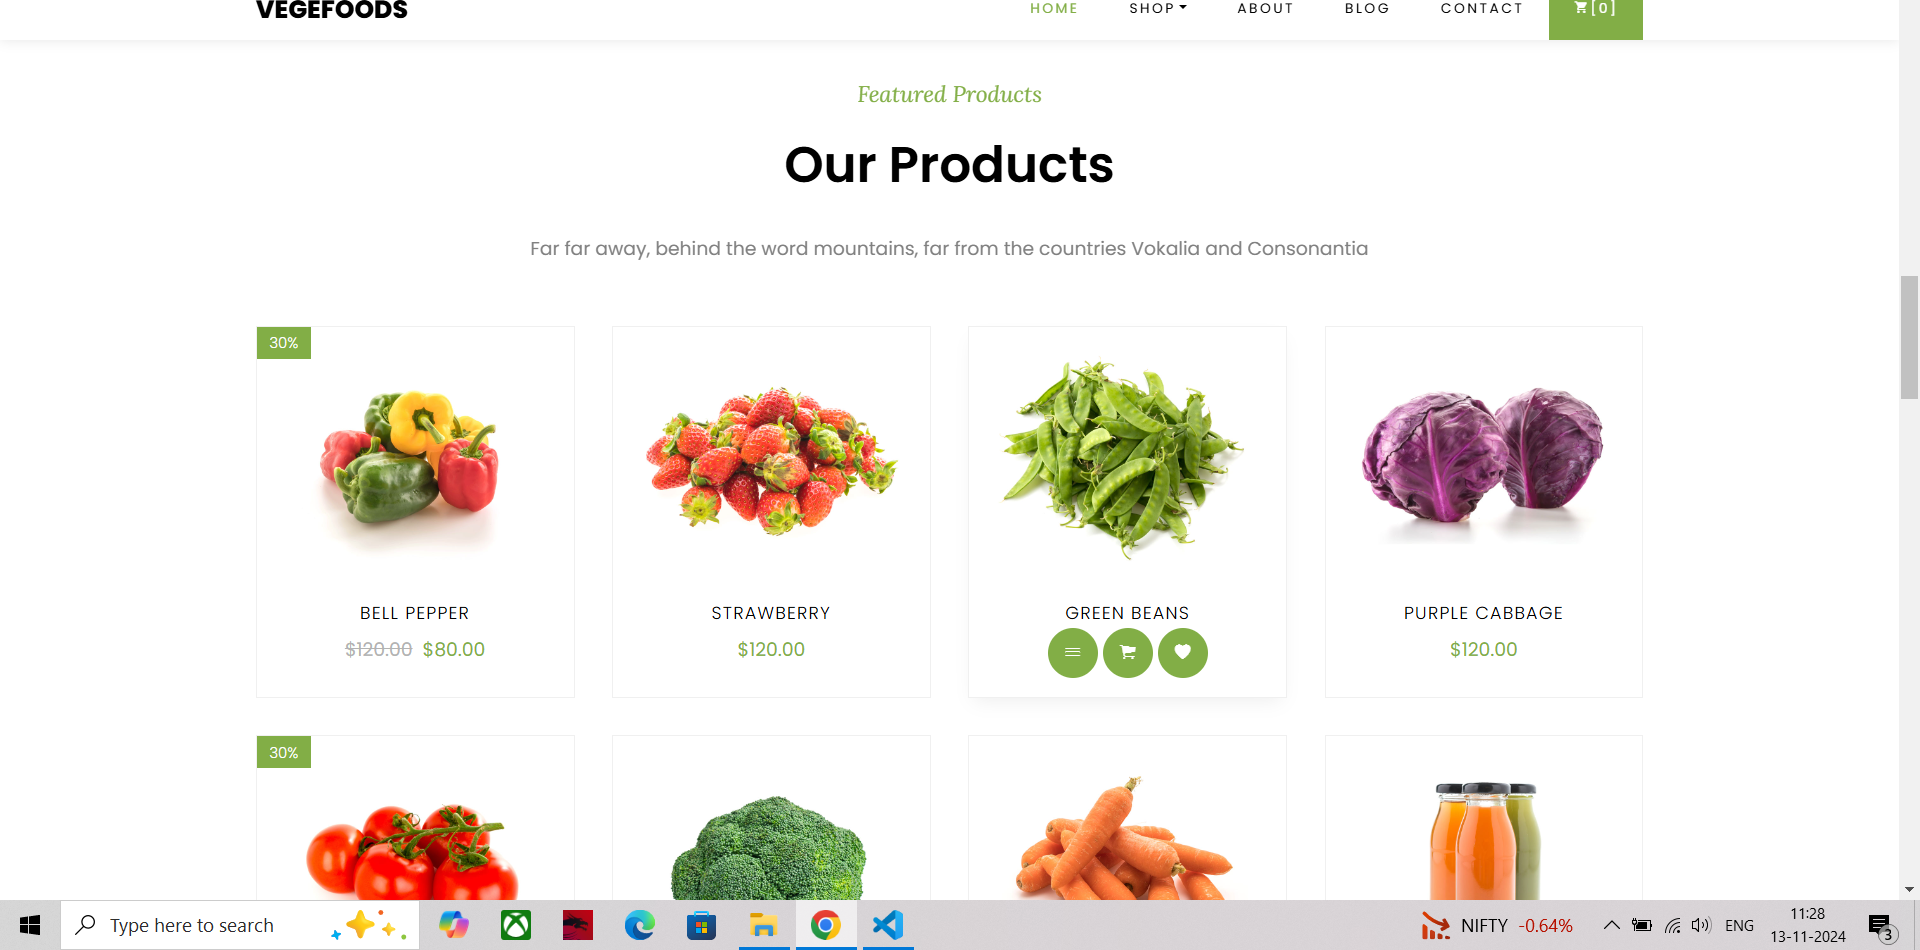 VEGEFOODS
HOME SHOP ABOUT BLOG CONTACT [0]
Featured Products
Our Products
Far far away, behind the word mountains, far from the countries Vokalia and Consonantia
30%
BELL PEPPER
$120.00 $80.00
STRAWBERRY
$120.00
GREEN BEANS
PURPLE CABBAGE
$120.00
30%
Type here to search
NIFTY -0.64%
ENG
11:28
13-11-2024
3